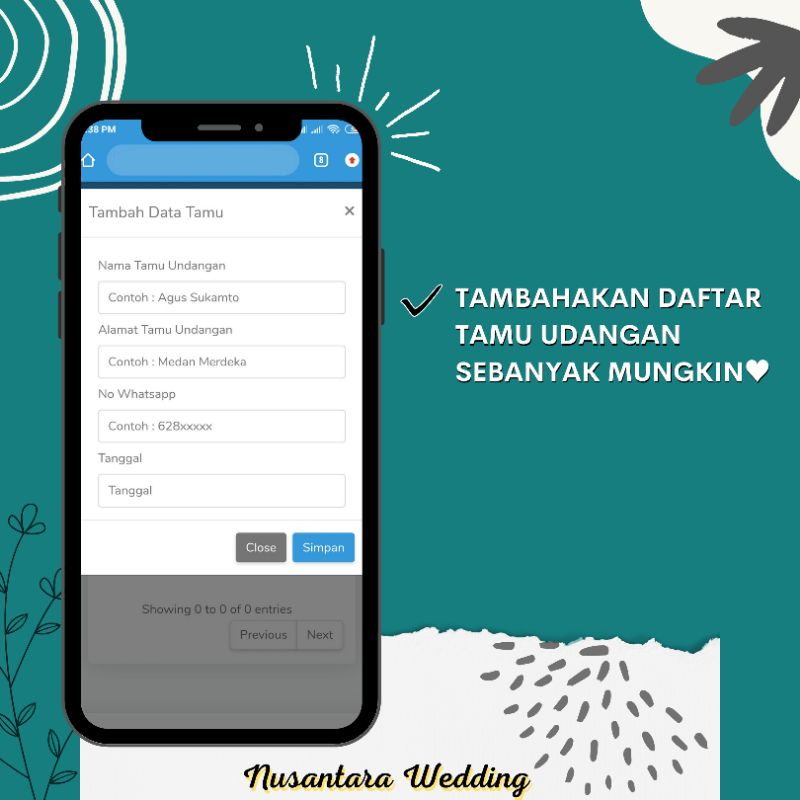 :38 PM
8
Tambah Data Tamu ×
Nama Tamu Undangan
Contoh : Agus Sukamto
Alamat Tamu Undangan
Contoh : Medan Merdeka
No Whatsapp
Contoh : 628xxxxx
Tanggal
Tanggal
Close Simpan
Showing 0 to 0 of 0 entries
Previous Next
✓ TAMBAHAKAN DAFTAR
TAMU UDANGAN
SEBANYAK MUNGKIN♥
Nusantara Wedding